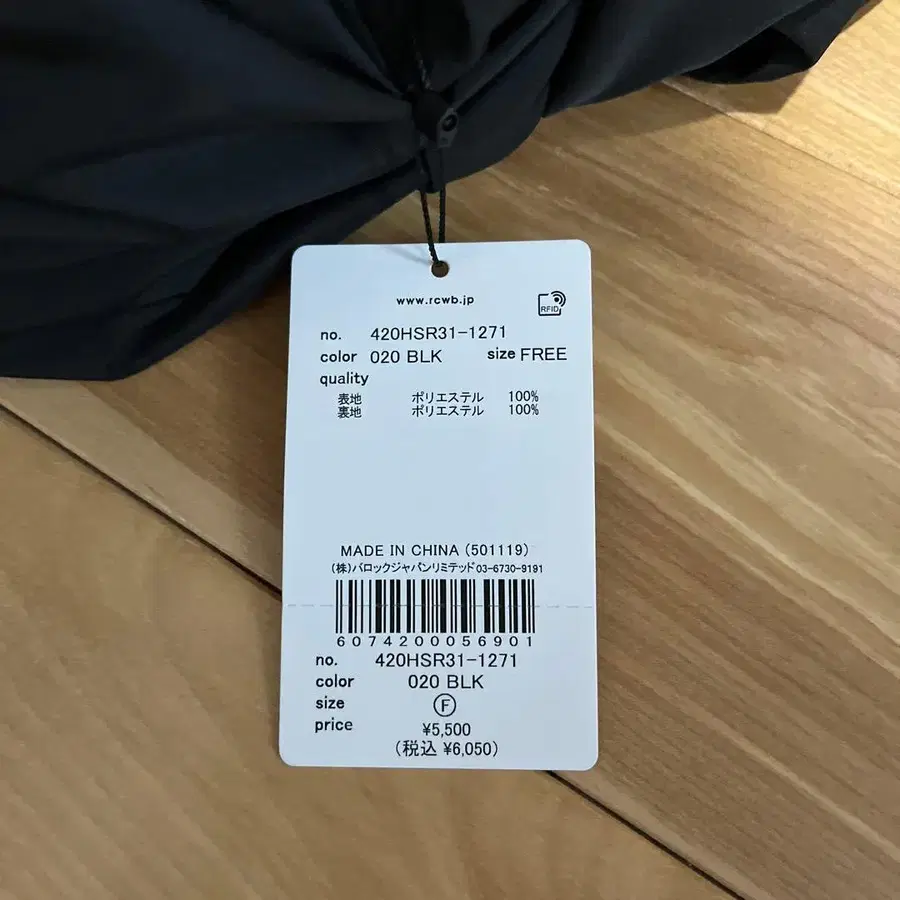 www.rcwb.jp
RFID
no. 420HSR31-1271
color 020 BLK size FREE
quality
表地 ポリエステル 100%
裏地 ポリエステル 100%
MADE IN CHINA (501119)
(株)バロックジャパンリミテッド03-6730-9191
6074200056901
no. 420HSR31-1271
color 020 BLK
size Ⓕ
price ¥5,500
(税込 ¥6,050)